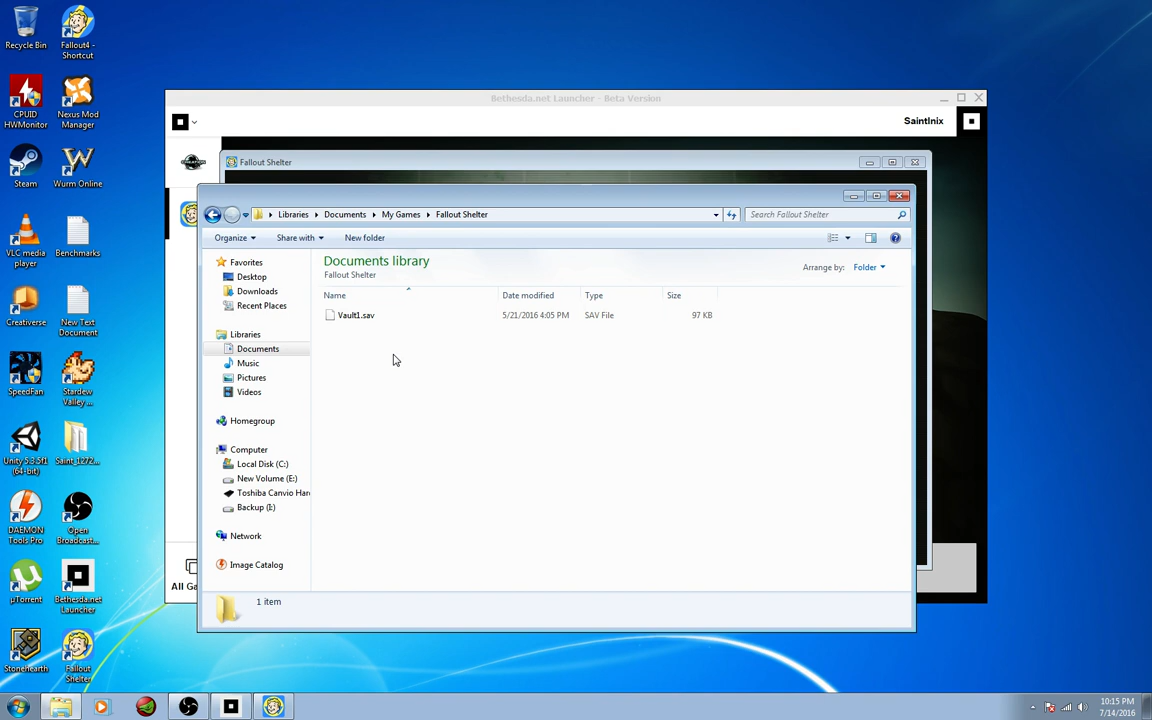 Recycle Bin
Fallout4 -
Shortcut
CPUID
HWMonitor
Nexus Mod
Manager
Steam
Wurm Online
VLC media
player
Benchmarks
Creativerse
New Text
Document
SpeedFan
Stardew
Valley ...
Unity 5.3.5f1
(64-bit)
Saint_1272...
DAEMON
Tools Pro
Open
Broadcast...
µTorrent
Bethesda.net
Launcher
Stonehearth
Fallout
Shelter
Bethesda.net Launcher - Beta Version
SaintInix
Fallout Shelter
Libraries
Documents
My Games
Fallout Shelter
Search Fallout Shelter
Organize
Share with
New folder
Favorites
Desktop
Downloads
Recent Places
Libraries
Documents
Music
Pictures
Videos
Homegroup
Computer
Local Disk (C:)
New Volume (E:)
Toshiba Canvio Har
Backup (I:)
Network
Image Catalog
Documents library
Fallout Shelter
Arrange by: Folder
Name Date modified Type Size
Vault1.sav 5/21/2016 4:05 PM SAV File 97 KB
1 item
All Ga
10:15 PM
7/14/2016